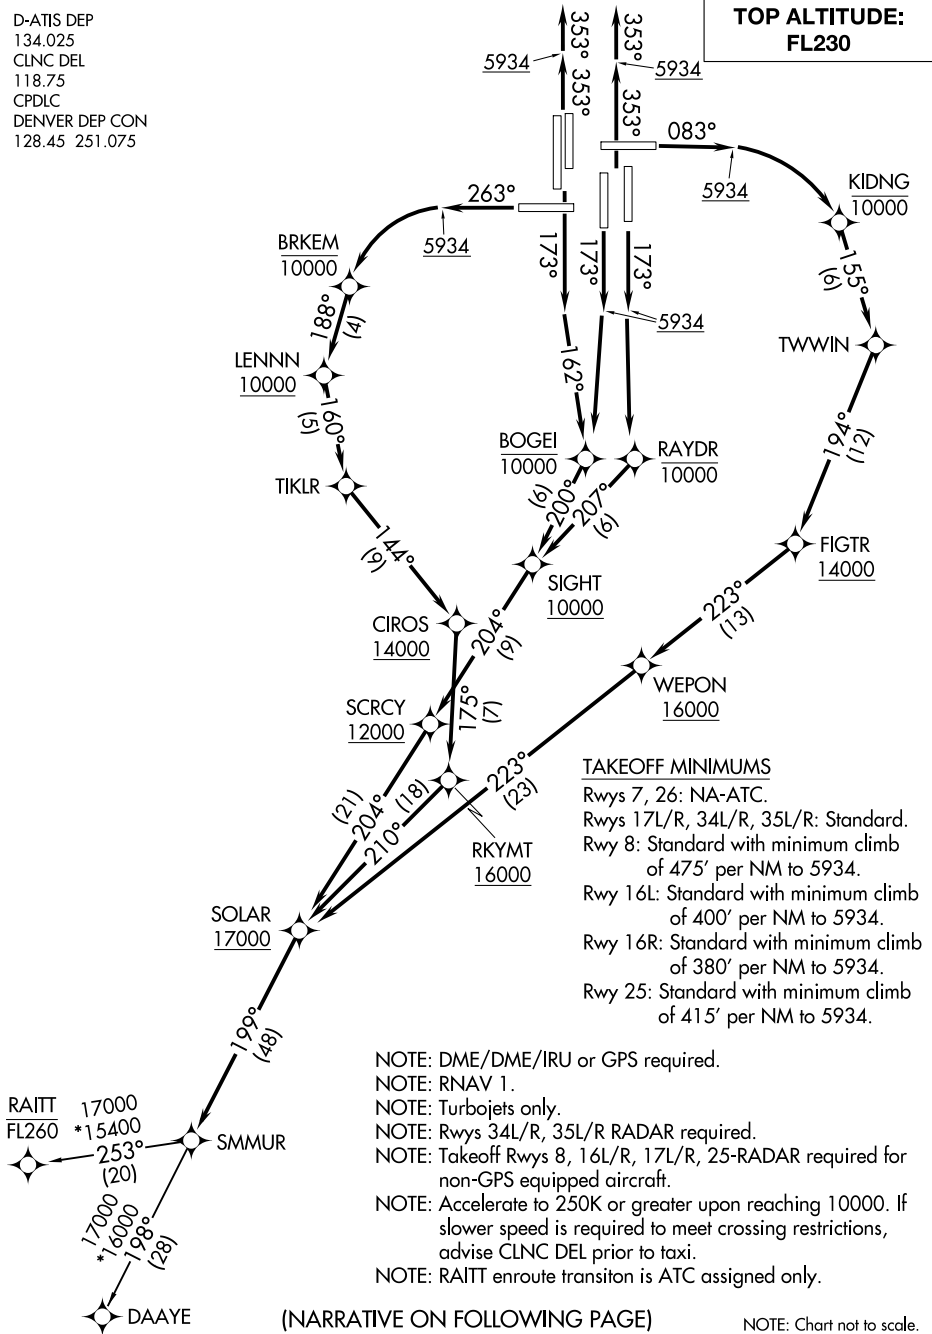 D-ATIS DEP
134.025
CLNC DEL
118.75
CPDLC
DENVER DEP CON
128.45 251.075
TOP ALTITUDE:
FL230
353°
353°
5934
5934
353°
353°
083°
5934
KIDNG
10000
263°
5934
BRKEM
10000
173°
173°
173°
155°
(6)
188°
(4)
5934
TWWIN
LENNN
10000
162°
160°
(5)
BOGEI
10000
RAYDR
10000
194°
(12)
TIKLR
(6)
200°
207°
(6)
144°
(9)
FIGTR
14000
SIGHT
10000
CIROS
14000
204°
(9)
223°
(13)
WEPON
16000
SCRCY
12000
175°
(7)
223°
(23)
(21)
204°
(18)
210°
RKYMT
16000
TAKEOFF MINIMUMS
Rwys 7, 26: NA-ATC.
Rwys 17L/R, 34L/R, 35L/R: Standard.
Rwy 8: Standard with minimum climb
of 475' per NM to 5934.
Rwy 16L: Standard with minimum climb
of 400' per NM to 5934.
Rwy 16R: Standard with minimum climb
of 380' per NM to 5934.
Rwy 25: Standard with minimum climb
of 415' per NM to 5934.
SOLAR
17000
199°
(48)
NOTE: DME/DME/IRU or GPS required.
NOTE: RNAV 1.
NOTE: Turbojets only.
NOTE: Rwys 34L/R, 35L/R RADAR required.
NOTE: Takeoff Rwys 8, 16L/R, 17L/R, 25-RADAR required for
non-GPS equipped aircraft.
NOTE: Accelerate to 250K or greater upon reaching 10000. If
slower speed is required to meet crossing restrictions,
advise CLNC DEL prior to taxi.
NOTE: RAITT enroute transiton is ATC assigned only.
RAITT
FL260
17000
*15400
253°
(20)
SMMUR
17000
*16000
198°
(28)
DAAYE
(NARRATIVE ON FOLLOWING PAGE)
NOTE: Chart not to scale.